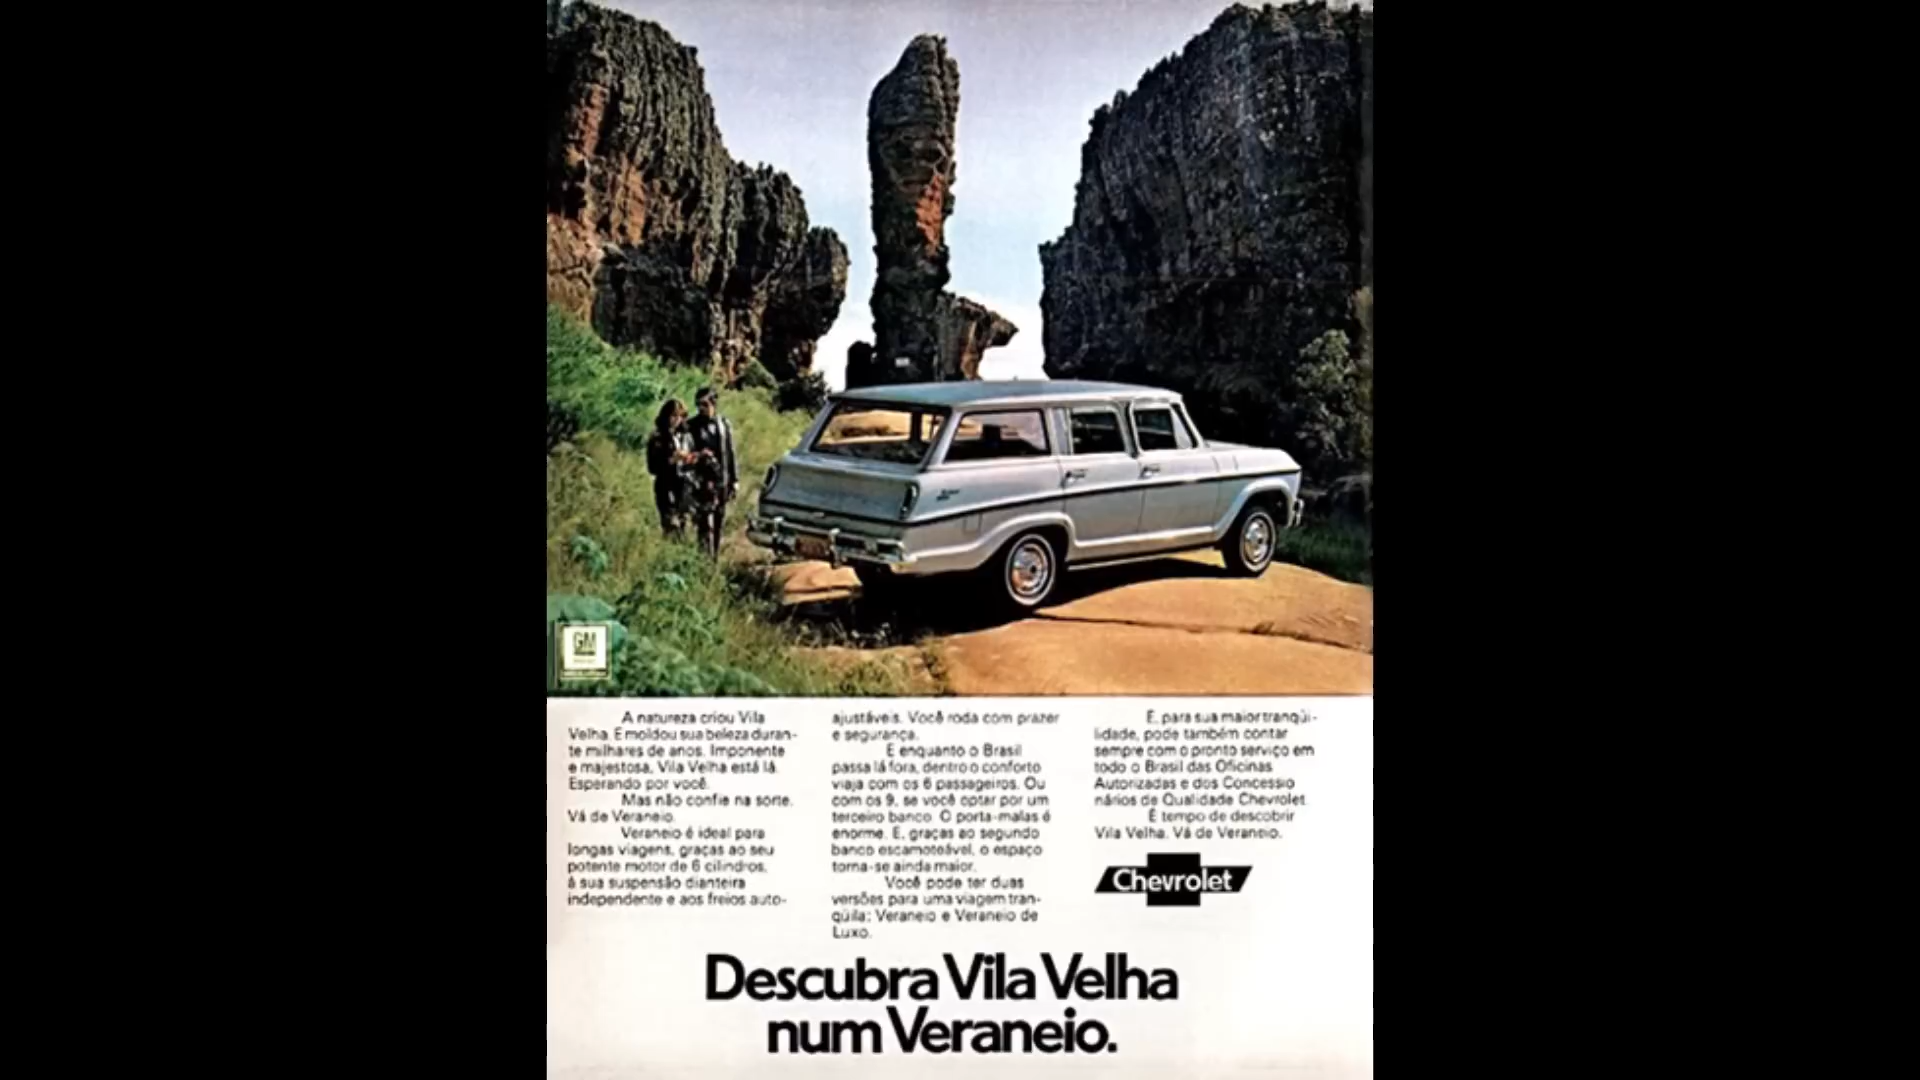 GM
A natureza criou Vila
Velha. E moldou sua beleza duran-
te milhares de anos. Imponente
e majestosa, Vila Velha está lá.
Esperando por você.
Mas não confie na sorte.
Vá de Veraneio.
Veraneio é ideal para
longas viagens, graças ao seu
potente motor de 6 cilindros,
à sua suspensão dianteira
independente e aos freios auto-
ajustáveis. Você roda com prazer
e segurança.
E enquanto o Brasil
passa lá fora, dentro o conforto
viaja com os 6 passageiros. Ou
com os 9, se você optar por um
terceiro banco. O porta-malas é
enorme. E, graças ao segundo
banco escamoteável, o espaço
torna-se ainda maior.
Você pode ter duas
versões para uma viagem tran-
qüila: Veraneio e Veraneio de
Luxo.
E, para sua maior tranqüi-
lidade, pode também contar
sempre com o pronto serviço em
todo o Brasil das Oficinas
Autorizadas e dos Concessio
nários de Qualidade Chevrolet.
É tempo de descobrir
Vila Velha. Vá de Veraneio.
Chevrolet
Descubra Vila Velha
num Veraneio.